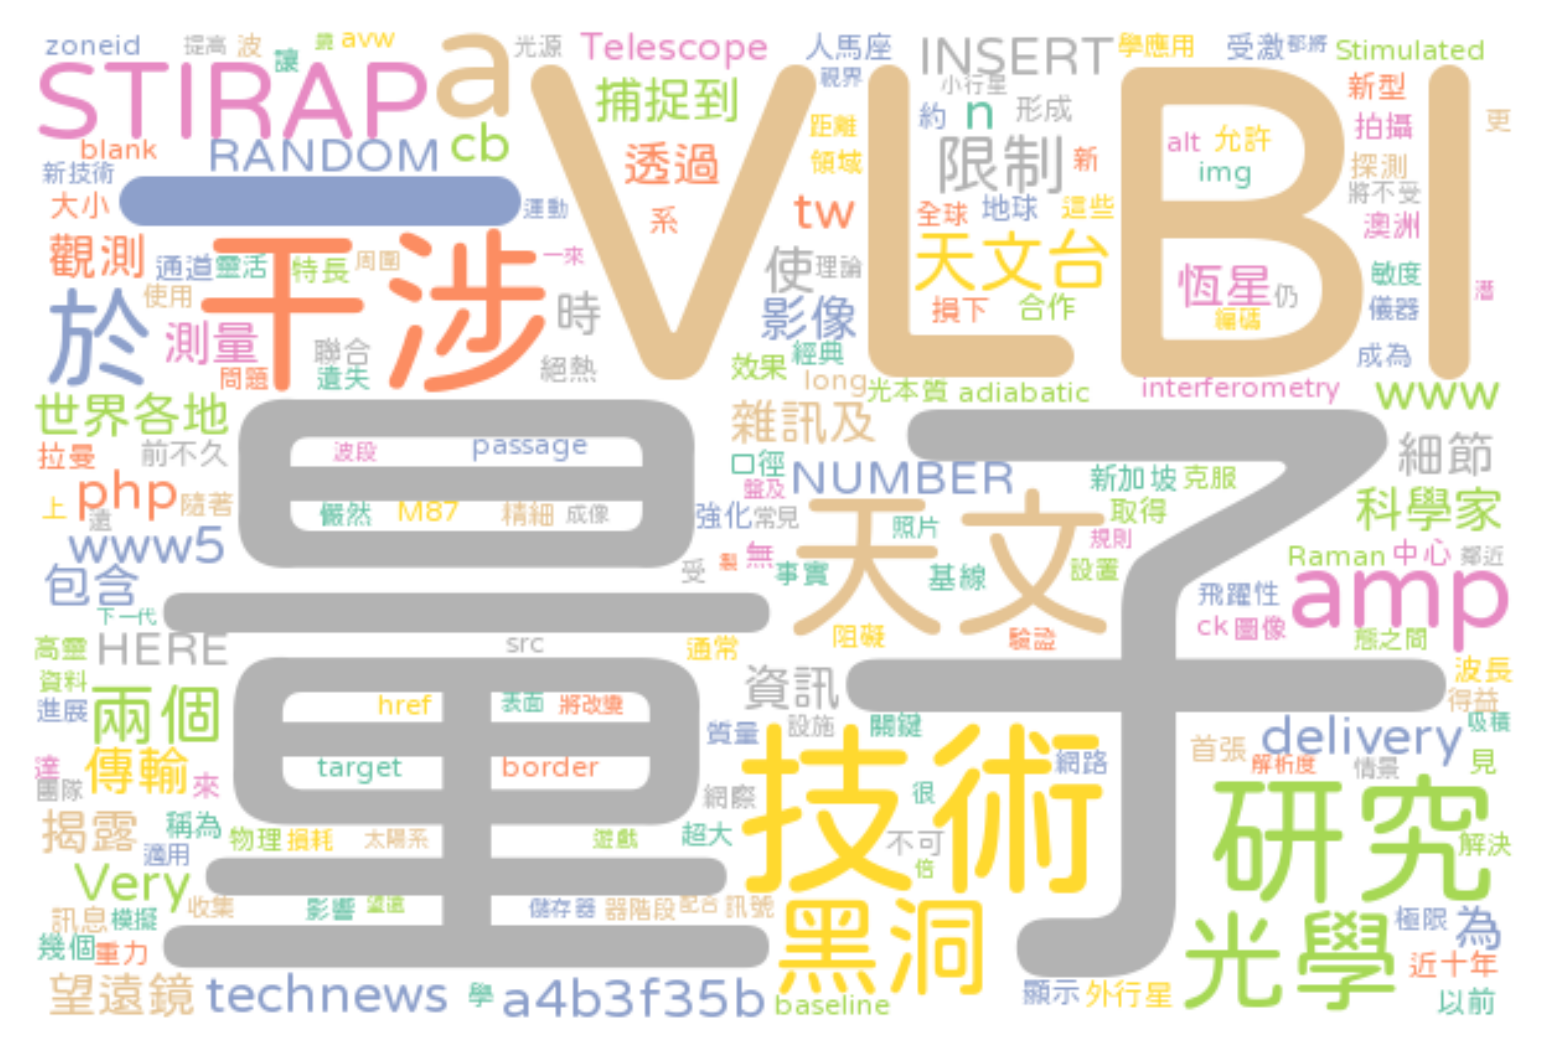 zoneid 提高 波 讓 鏡 avw a 光源 Telescope 人馬座 INSERT 學應用 受激 都將 Stimulated
STIRAP 捕捉到 視界 小行星 新型
blank RANDOM cb 距離 約 n 形成 拍攝 更
新技術 一 透過 領域 限制 新 alt 允許 img 探測
大小 運動 系 tw 全球 地球 這些 將不受 澳洲
VLBI
觀測 通道 靈活 特長 周圍 一來 使 理論 天文台 恆星 仍 敏度 潛
於 使用 干涉 時 影像 損下 合作 編碼 儀器
測量 聯合 絕熱 效果 經典 成為
問題 遺失 long 光本質 adiabatic interferometry www
世界各地 雜訊及 細節
拉曼 前不久 波段 passage 口徑 NUMBER 新加坡 克服
上 php 隨著 遠 儼然 M87 精細 成像 盤及 強化 常見 照片 取得 科學家
量子
www5 受 裂 無 天文 規則 Raman 中心 鄰近
包含 事實 基線 設置 飛躍性 amp
下一代 阻礙 驗證 ck 圖像 態之間
高靈 HERE src 通常 波長
資料 兩個 href 表面 將改變 資訊 得益
進展 質量 設施 關鍵 delivery 吸積
達 傳輸 來 target border 技術 網路 首張 解析度 情景 見
團隊 網際 很 研究
揭露 稱為 物理 損耗 太陽系 遊戲 超大 不可 解決
適用 倍
Very 收集 影響 望遠 儲存器 器階段 配合 訊號 黑洞 光學 極限 為
訊息 模擬
幾個 重力 近十年
望遠鏡 technews 學 a4b3f35b baseline 顯示 外行星 以前